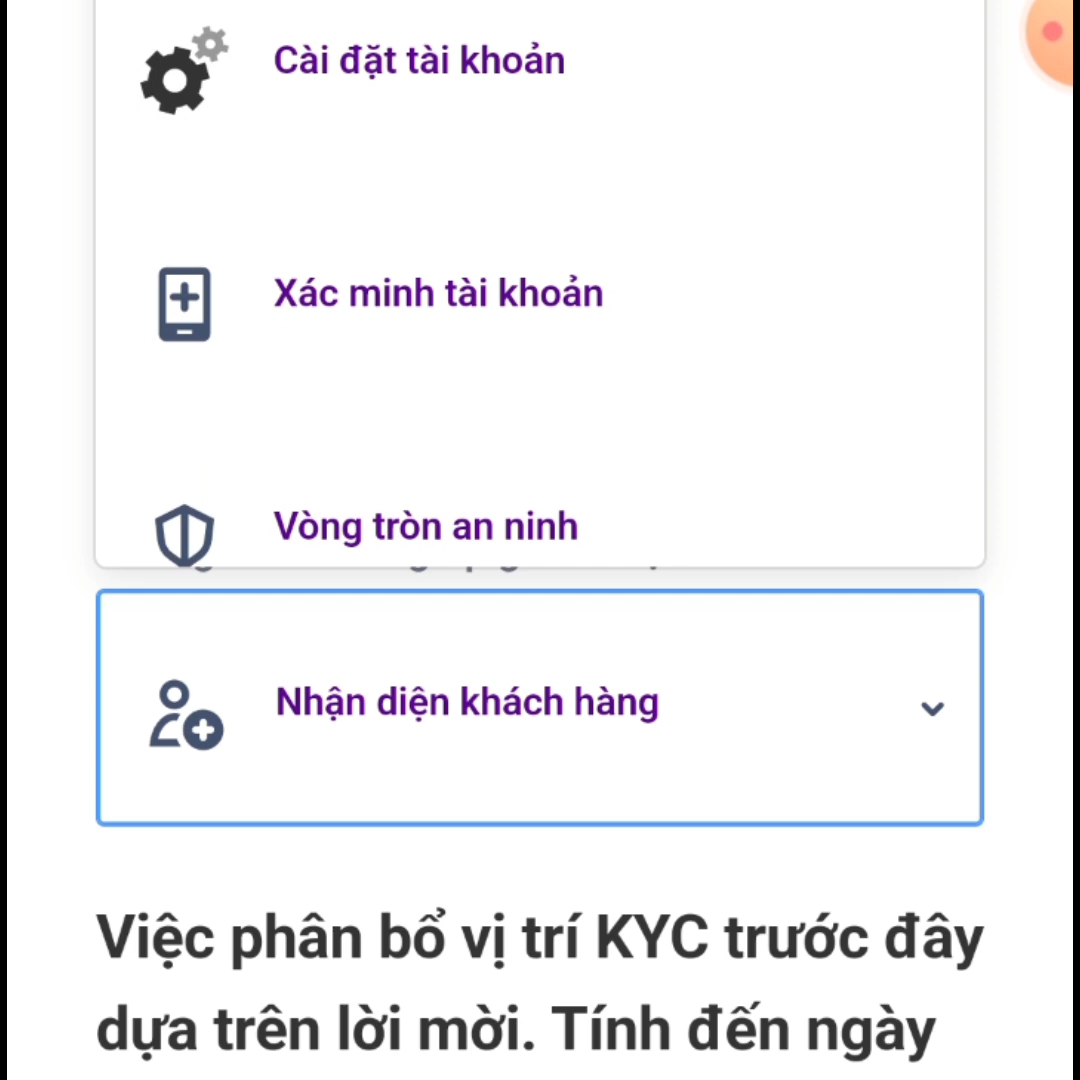 Cài đặt tài khoản
Xác minh tài khoản
Vòng tròn an ninh
Nhận diện khách hàng
Việc phân bổ vị trí KYC trước đây
dựa trên lời mời. Tính đến ngày